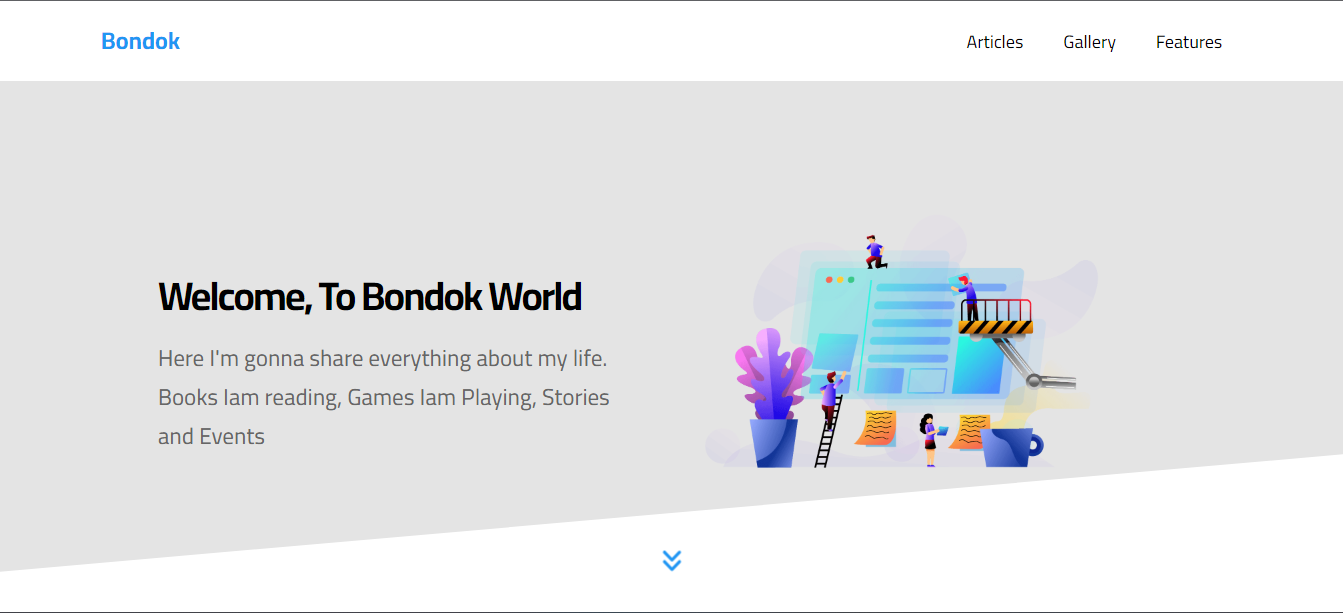 Bondok
Articles Gallery Features
Welcome, To Bondok World
Here I'm gonna share everything about my life.
Books Iam reading, Games Iam Playing, Stories
and Events